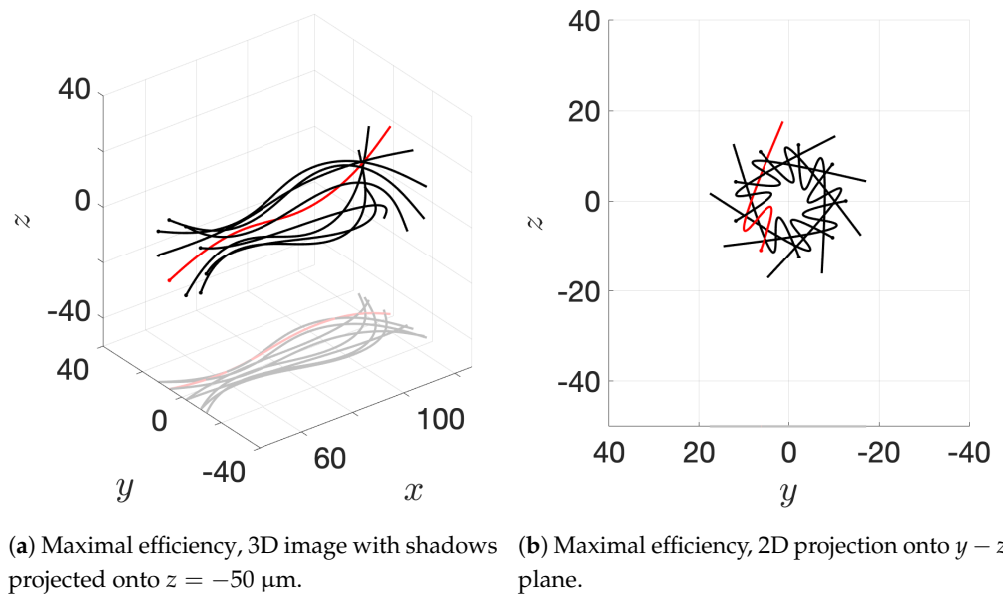 40
0
-40
z
40
0
-40
y
60
100
x
40
20
0
-20
-40
z
40
20
0
-20
-40
y
(a) Maximal efficiency, 3D image with shadows
projected onto z = −50 µm.
(b) Maximal efficiency, 2D projection onto y − z
plane.